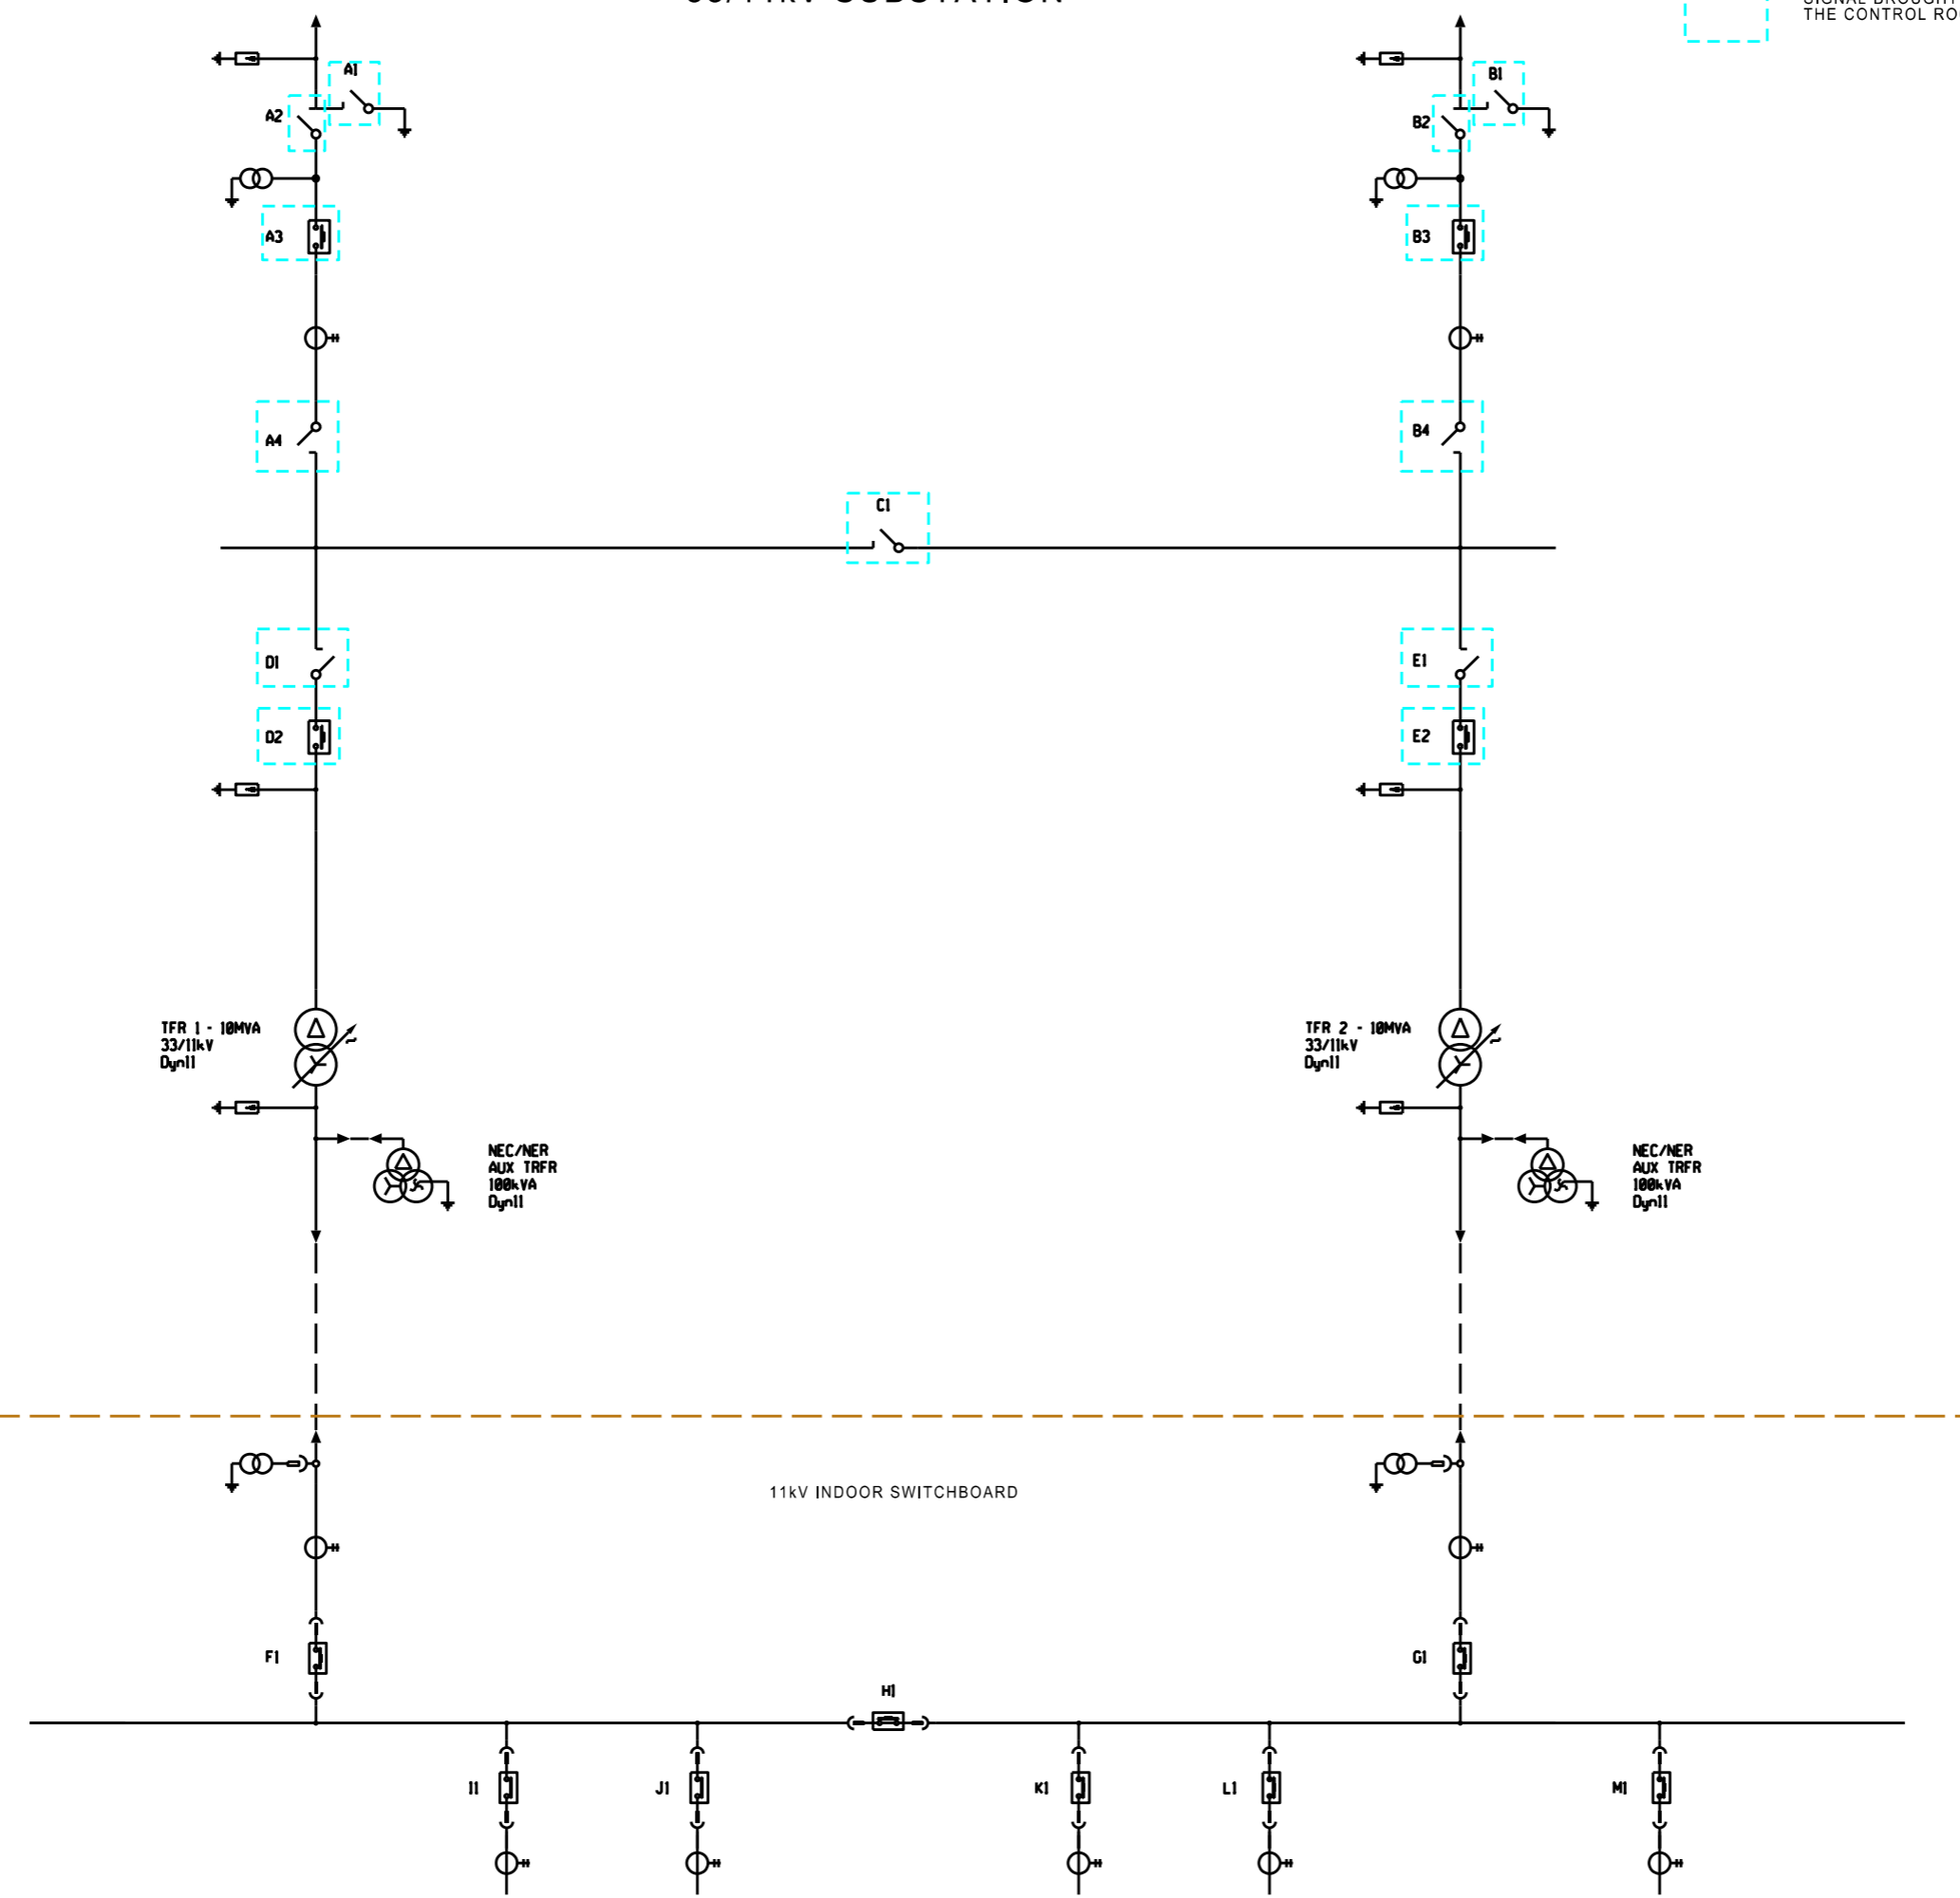 SUBSTATION
THE CONTROL
A1
B1
A2
B2
A3
B3
A4
B4
C1
D1
E1
D2
E2
TFR 1 - 10MVA
33/11kV
Dyn11
TFR 2 - 10MVA
33/11kV
Dyn11
NEC/NER
AUX TRFR
100kVA
Dyn11
NEC/NER
AUX TRFR
100kVA
Dyn11
11kV INDOOR SWITCHBOARD
F1
G1
H1
I1
J1
K1
L1
M1